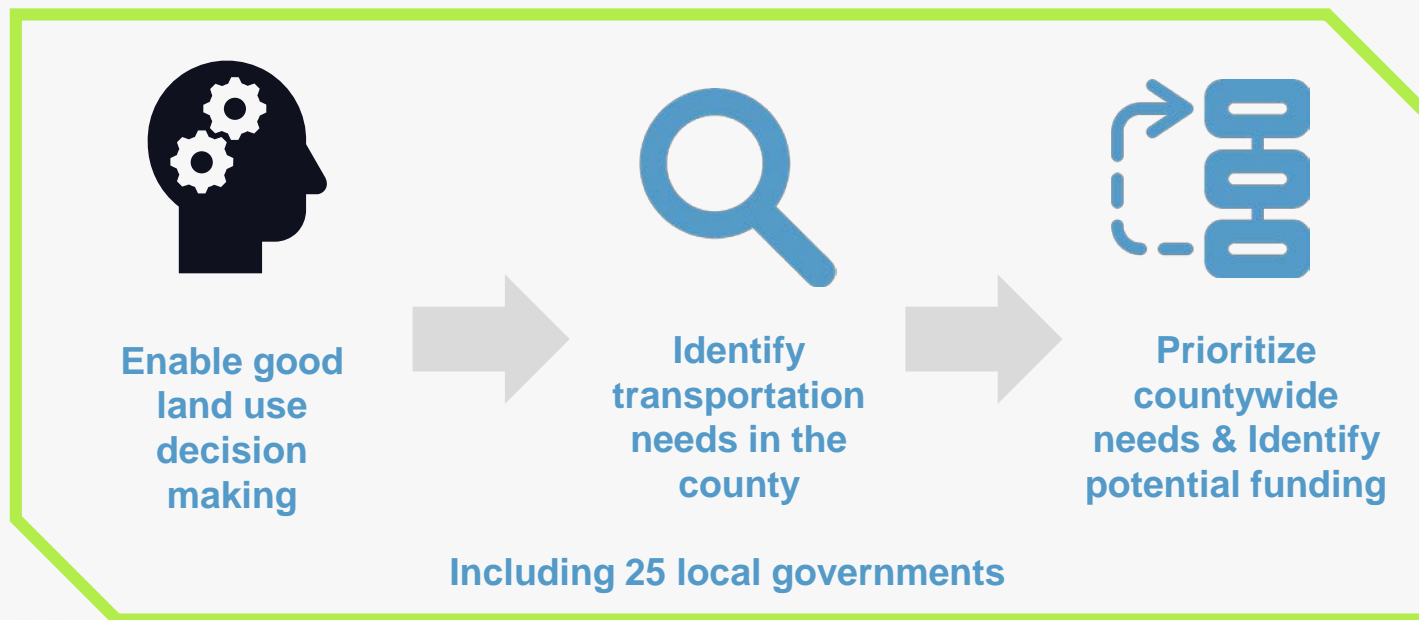 Enable good
land use
decision
making
Identify
transportation
needs in the
county
Prioritize
countywide
needs & Identify
potential funding
Including 25 local governments